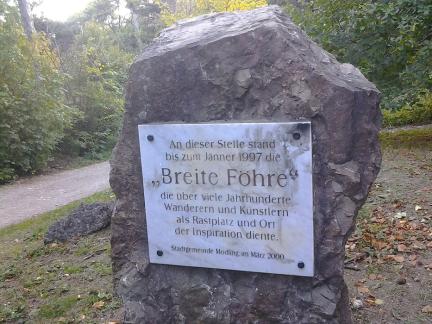 An dieser Stelle stand
bis zum Jänner 1997 die
„Breite Föhre“
die über viele Jahrhunderte
Wanderern und Künstlern
als Rastplatz und Ort
der Inspiration diente.
Stadtgemeinde Mödling im März 2000